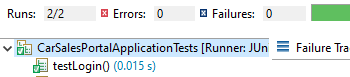 Runs: 2/2 Errors: 0 Failures: 0
CarSalesPortalApplicationTests [Runner: JUn Failure Tra
testLogin() (0.015 s)